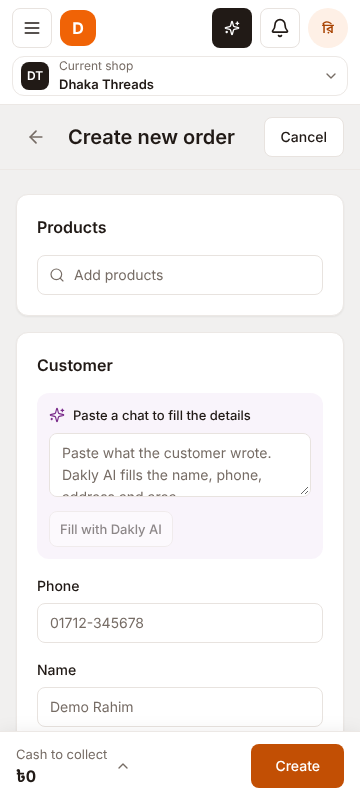 D
রি
DT
Current shop
Dhaka Threads
Create new order
Cancel
Products
Add products
Customer
Paste a chat to fill the details
Paste what the customer wrote.
Dakly AI fills the name, phone,
Fill with Dakly AI
Phone
01712-345678
Name
Demo Rahim
Cash to collect
৳0
Create